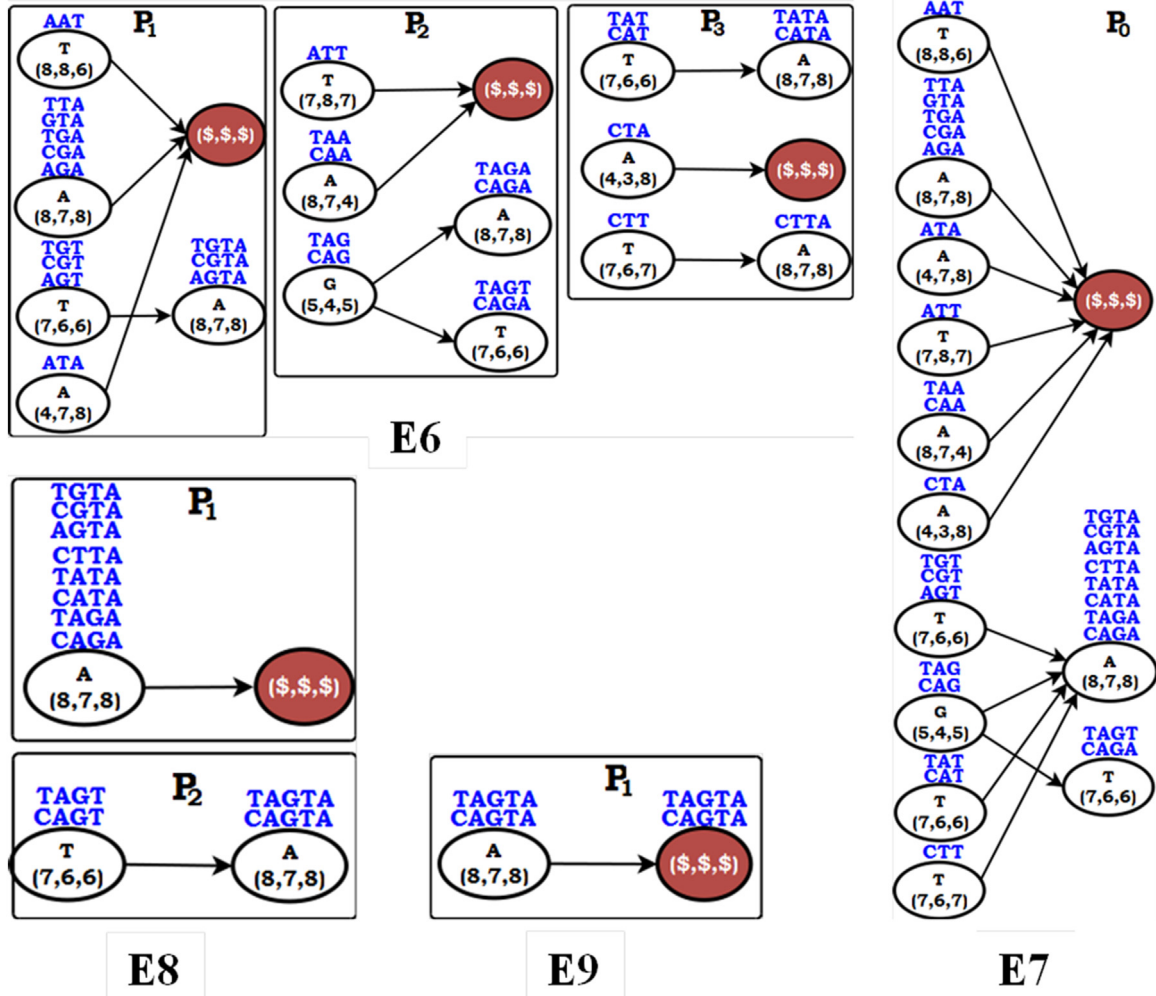 P1
AAT
T
(8,8,6)
TTA
GTA
TGA
CGA
AGA
A
(8,7,8)
($,$,$)
TGT
CGT
AGT
T
(7,6,6)
TGTA
CGTA
AGTA
A
(8,7,8)
ATA
A
(4,7,8)
P2
ATT
T
(7,8,7)
($,$,$)
TAA
CAA
A
(8,7,4)
TAGA
CAGA
A
(8,7,8)
TAG
CAG
G
(5,4,5)
TAGT
CAGA
T
(7,6,6)
P3
TAT
CAT
T
(7,6,6)
TATA
CATA
A
(8,7,8)
CTA
A
(4,3,8)
($,$,$)
CTT
T
(7,6,7)
CTTA
A
(8,7,8)
E6
P1
TGTA
CGTA
AGTA
CTTA
TATA
CATA
TAGA
CAGA
A
(8,7,8)
($,$,$)
P2
TAGT
CAGT
T
(7,6,6)
TAGTA
CAGTA
A
(8,7,8)
E8
P1
TAGTA
CAGTA
A
(8,7,8)
TAGTA
CAGTA
($,$,$)
E9
P0
AAT
T
(8,8,6)
TTA
GTA
TGA
CGA
AGA
A
(8,7,8)
ATA
A
(4,7,8)
($,$,$)
ATT
T
(7,8,7)
TAA
CAA
A
(8,7,4)
CTA
A
(4,3,8)
TGT
CGT
AGT
T
(7,6,6)
TGTA
CGTA
AGTA
CTTA
TATA
CATA
TAGA
CAGA
A
(8,7,8)
TAG
CAG
G
(5,4,5)
TAGT
CAGA
T
(7,6,6)
TAT
CAT
T
(7,6,6)
CTT
T
(7,6,7)
E7